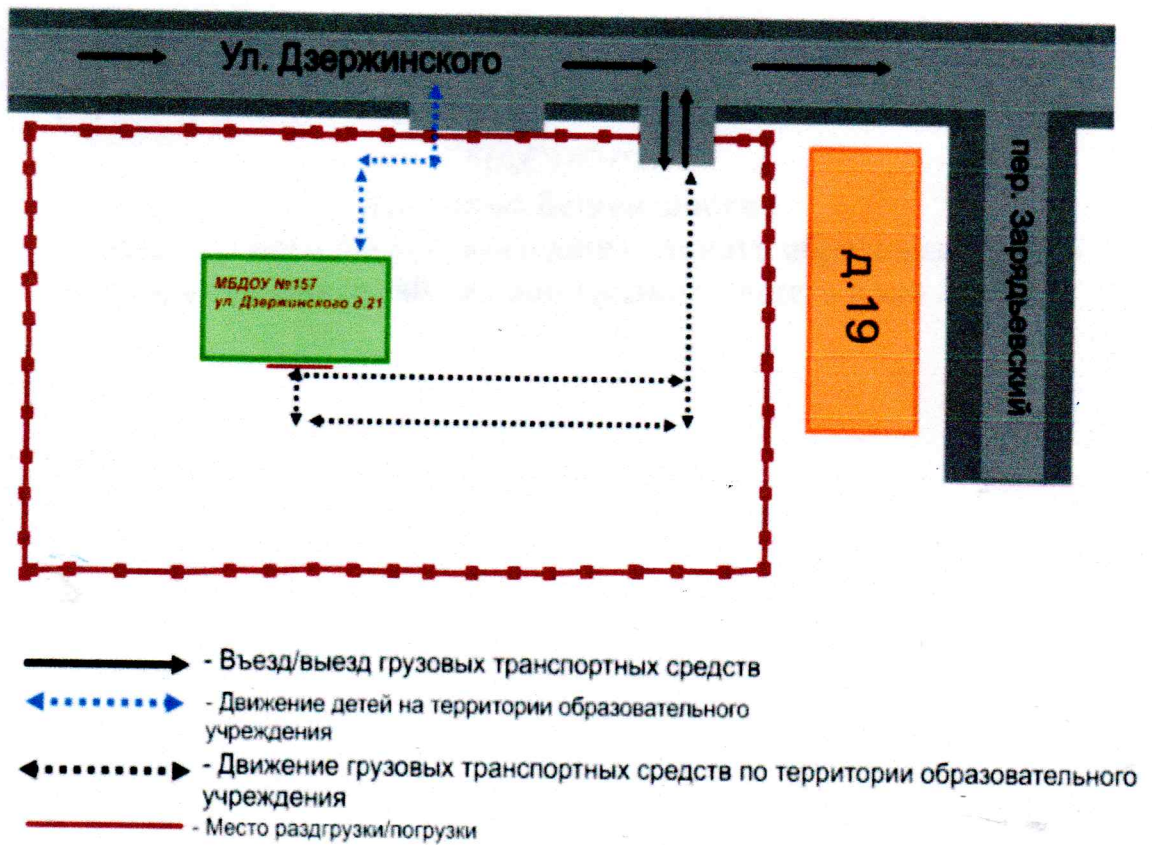 Ул. Дзержинского
пер. Зарядьевский
д.19
МБДОУ №157
ул. Дзержинского д.21
- Въезд/выезд грузовых транспортных средств
- Движение детей на территории образовательного
учреждения
- Движение грузовых транспортных средств по территории образовательного
учреждения
- Место раздгрузки/погрузки